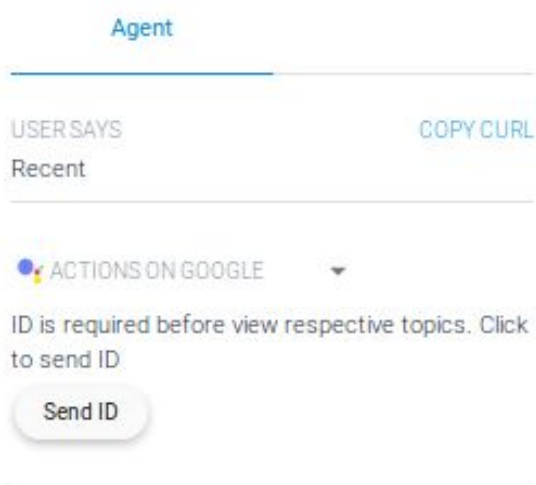 Agent
USER SAYS COPY CURL
Recent
ACTIONS ON GOOGLE
ID is required before view respective topics. Click
to send ID
Send ID